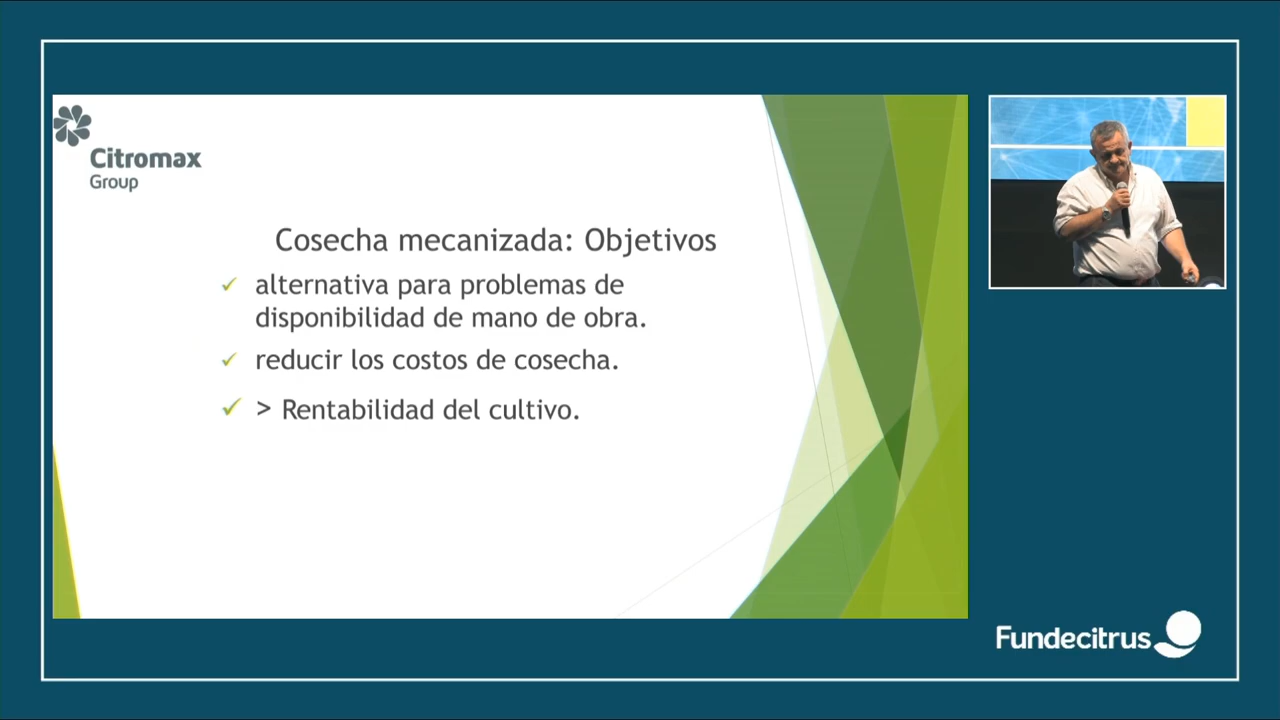 Citromax
Group
Cosecha mecanizada: Objetivos
✓ alternativa para problemas de
disponibilidad de mano de obra.
✓ reducir los costos de cosecha.
✓ > Rentabilidad del cultivo.
Fundecitrus